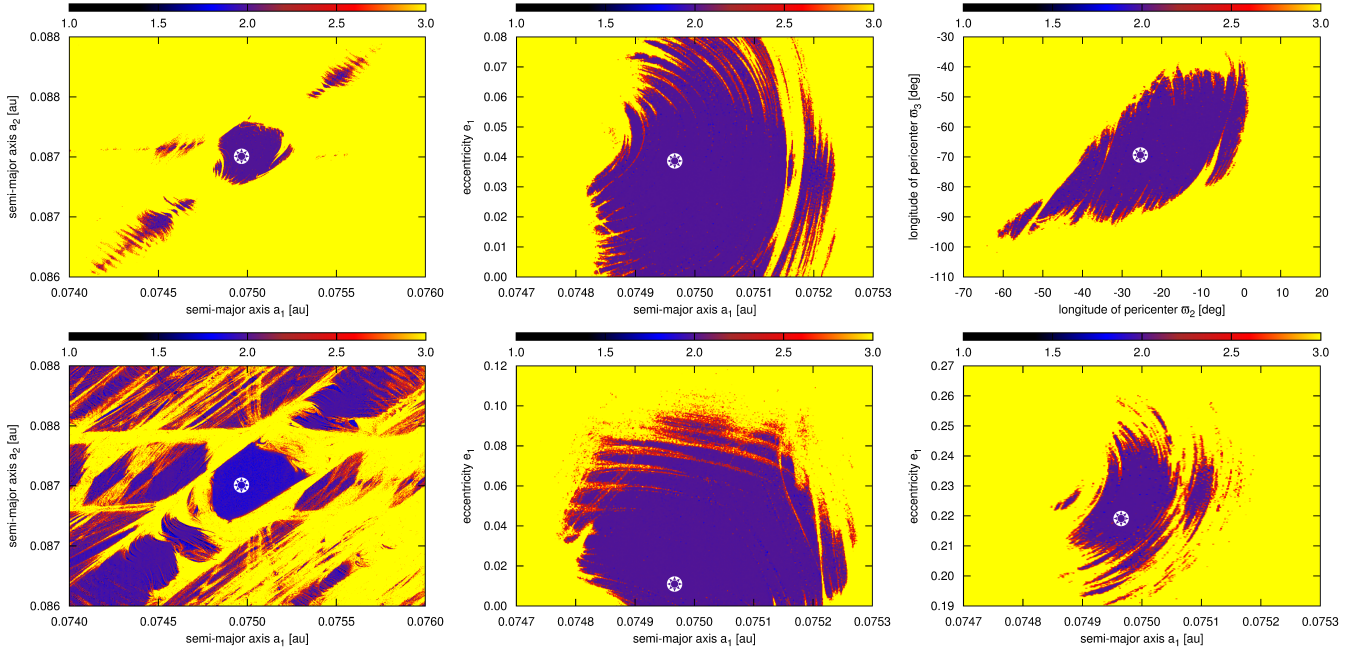 1.0 1.5 2.0 2.5 3.0
0.088
0.088
0.087
0.087
0.086
semi-major axis a2 [au]
0.0740 0.0745 0.0750 0.0755 0.0760
semi-major axis a1 [au]
1.0 1.5 2.0 2.5 3.0
0.08
0.07
0.06
0.05
0.04
0.03
0.02
0.01
0.00
eccentricity e1
0.0747 0.0748 0.0749 0.0750 0.0751 0.0752 0.0753
semi-major axis a1 [au]
1.0 1.5 2.0 2.5 3.0
-30
-40
-50
-60
-70
-80
-90
-100
-110
longitude of pericenter ϖ3 [deg]
-70 -60 -50 -40 -30 -20 -10 0 10 20
longitude of pericenter ϖ2 [deg]
1.0 1.5 2.0 2.5 3.0
0.088
0.088
0.087
0.087
0.086
semi-major axis a2 [au]
0.0740 0.0745 0.0750 0.0755 0.0760
semi-major axis a1 [au]
1.0 1.5 2.0 2.5 3.0
0.12
0.10
0.08
0.06
0.04
0.02
0.00
eccentricity e1
0.0747 0.0748 0.0749 0.0750 0.0751 0.0752 0.0753
semi-major axis a1 [au]
1.0 1.5 2.0 2.5 3.0
0.27
0.26
0.25
0.24
0.23
0.22
0.21
0.20
0.19
eccentricity e1
0.0747 0.0748 0.0749 0.0750 0.0751 0.0752 0.0753
semi-major axis a1 [au]